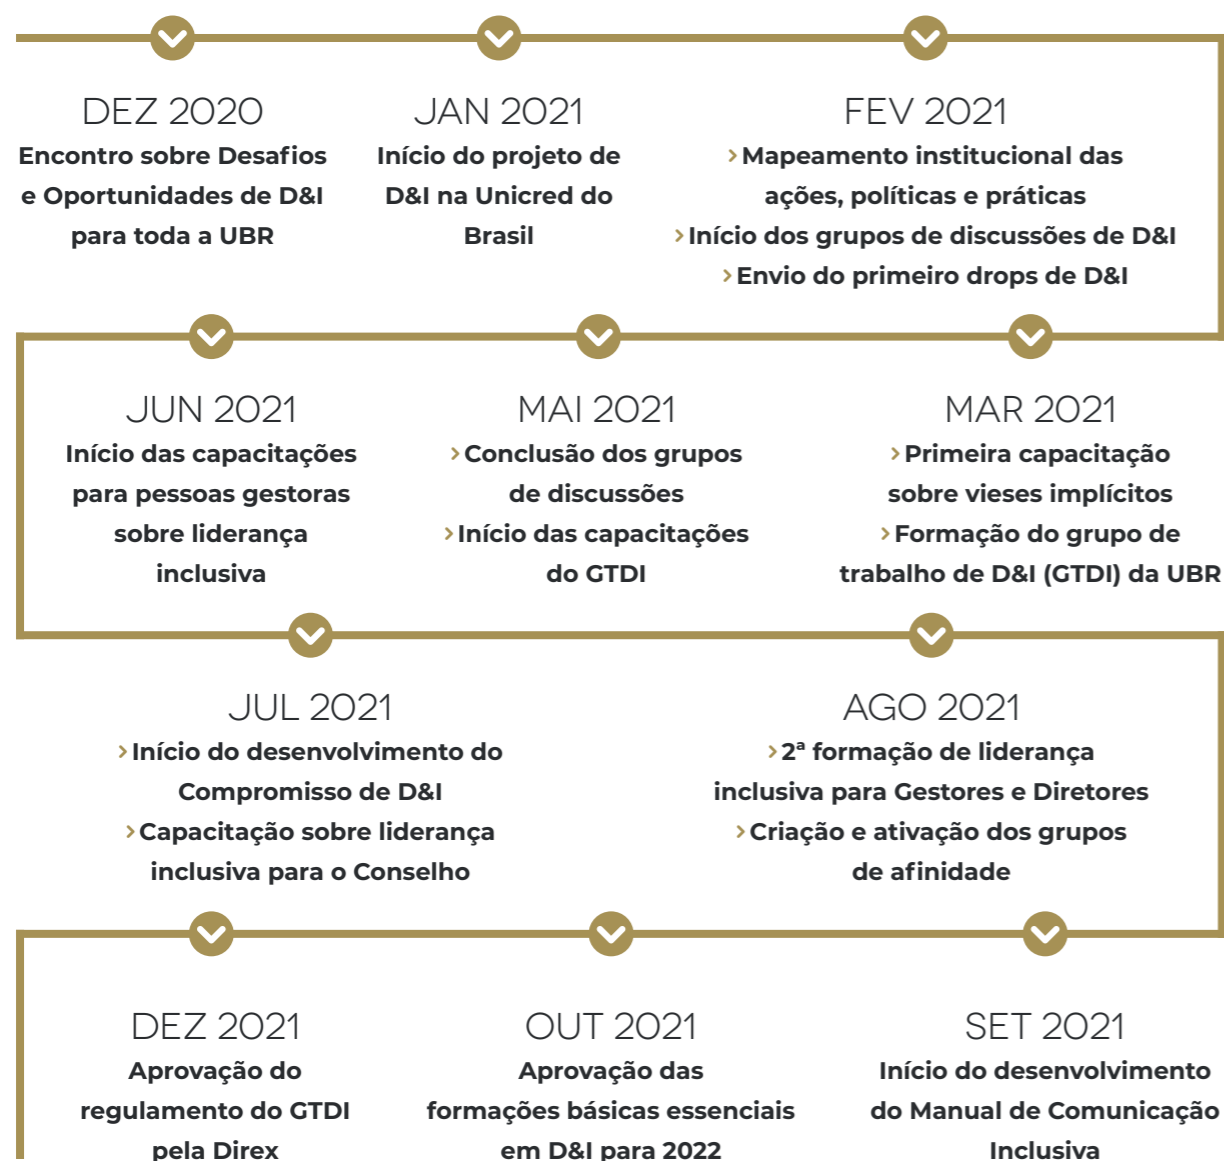 DEZ 2020
Encontro sobre Desafios
e Oportunidades de D&I
para toda a UBR
JAN 2021
Início do projeto de
D&I na Unicred do
Brasil
FEV 2021
› Mapeamento institucional das
ações, políticas e práticas
› Início dos grupos de discussões de D&I
› Envio do primeiro drops de D&I
MAR 2021
› Primeira capacitação
sobre vieses implícitos
› Formação do grupo de
trabalho de D&I (GTDI) da UBR
MAI 2021
› Conclusão dos grupos
de discussões
› Início das capacitações
do GTDI
JUN 2021
Início das capacitações
para pessoas gestoras
sobre liderança
inclusiva
JUL 2021
› Início do desenvolvimento do
Compromisso de D&I
› Capacitação sobre liderança
inclusiva para o Conselho
AGO 2021
› 2ª formação de liderança
inclusiva para Gestores e Diretores
› Criação e ativação dos grupos
de afinidade
SET 2021
Início do desenvolvimento
do Manual de Comunicação
Inclusiva
OUT 2021
Aprovação das
formações básicas essenciais
em D&I para 2022
DEZ 2021
Aprovação do
regulamento do GTDI
pela Direx